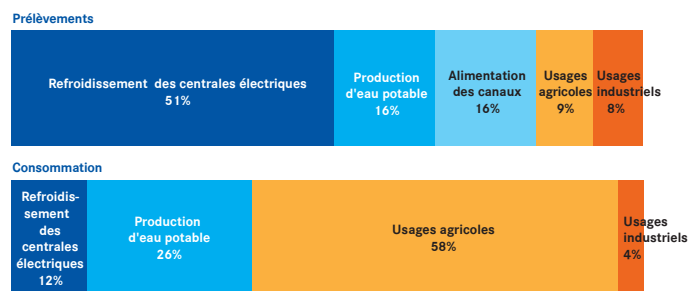 Prélèvements
Refroidissement des centrales électriques
51%
Production
d'eau potable
16%
Alimentation
des canaux
16%
Usages
agricoles
9%
Usages
industriels
8%
Consommation
Refroidis-
sement
des
centrales
électriques
12%
Production
d'eau potable
26%
Usages agricoles
58%
Usages
industriels
4%